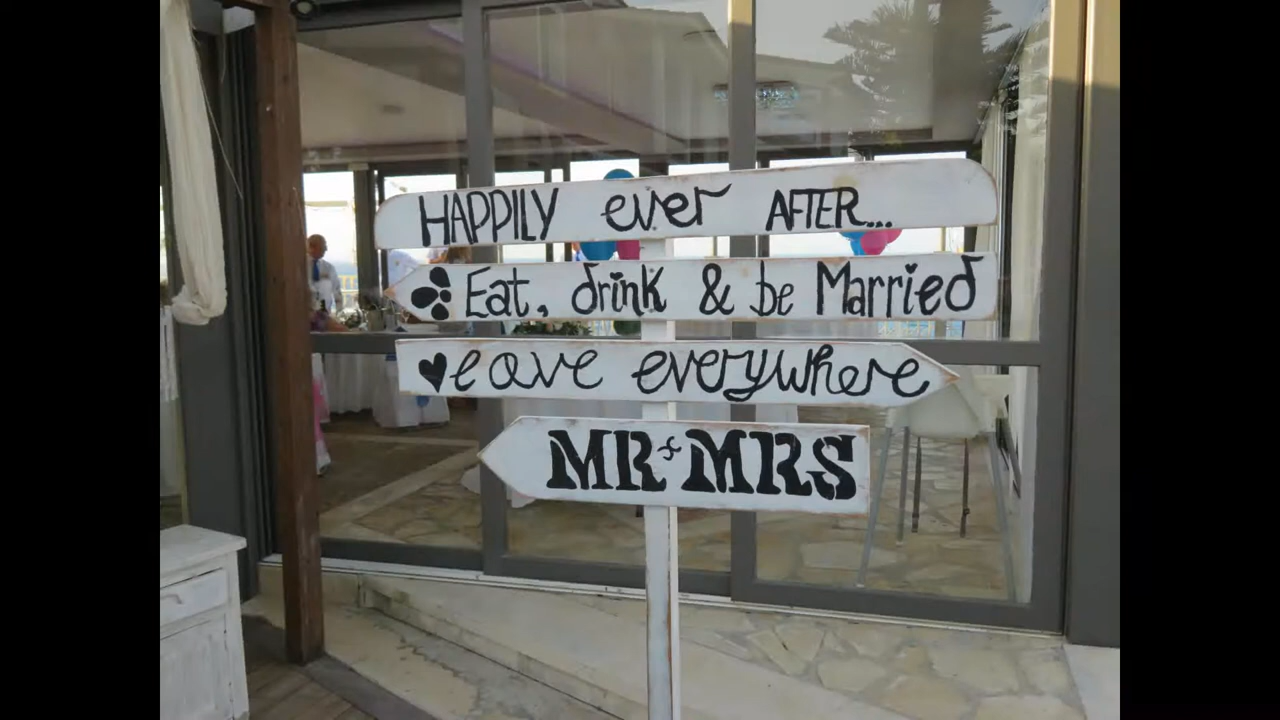 HAPPILY ever AFTER...
Eat, drink & be Married
love everywhere
MR & MRS